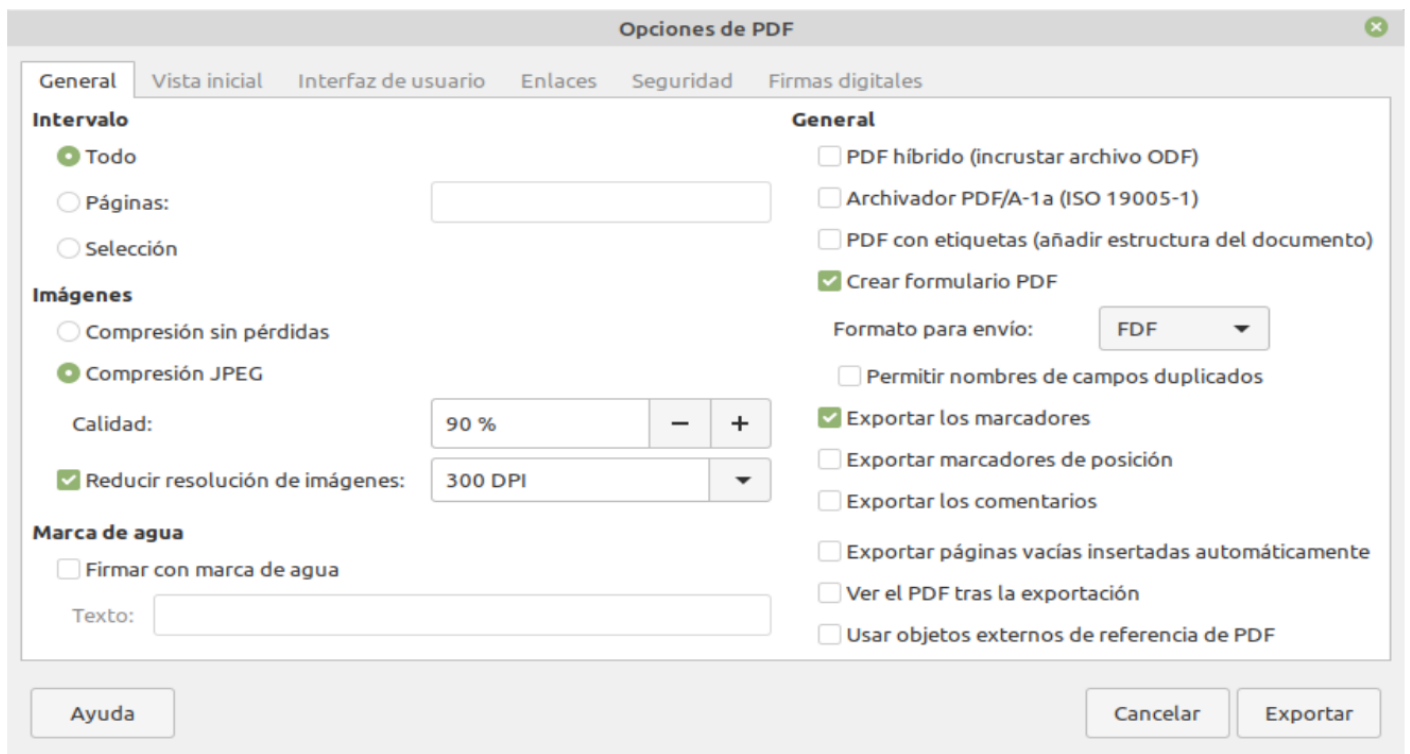 Opciones de PDF
General Vista inicial Interfaz de usuario Enlaces Seguridad Firmas digitales
Intervalo
Todo
Páginas:
Selección
Imágenes
Compresión sin pérdidas
Compresión JPEG
Calidad: 90 %
Reducir resolución de imágenes: 300 DPI
Marca de agua
Firmar con marca de agua
Texto:
General
PDF híbrido (incrustar archivo ODF)
Archivador PDF/A-1a (ISO 19005-1)
PDF con etiquetas (añadir estructura del documento)
Crear formulario PDF
Formato para envío: FDF
Permitir nombres de campos duplicados
Exportar los marcadores
Exportar marcadores de posición
Exportar los comentarios
Exportar páginas vacías insertadas automáticamente
Ver el PDF tras la exportación
Usar objetos externos de referencia de PDF
Ayuda Cancelar Exportar